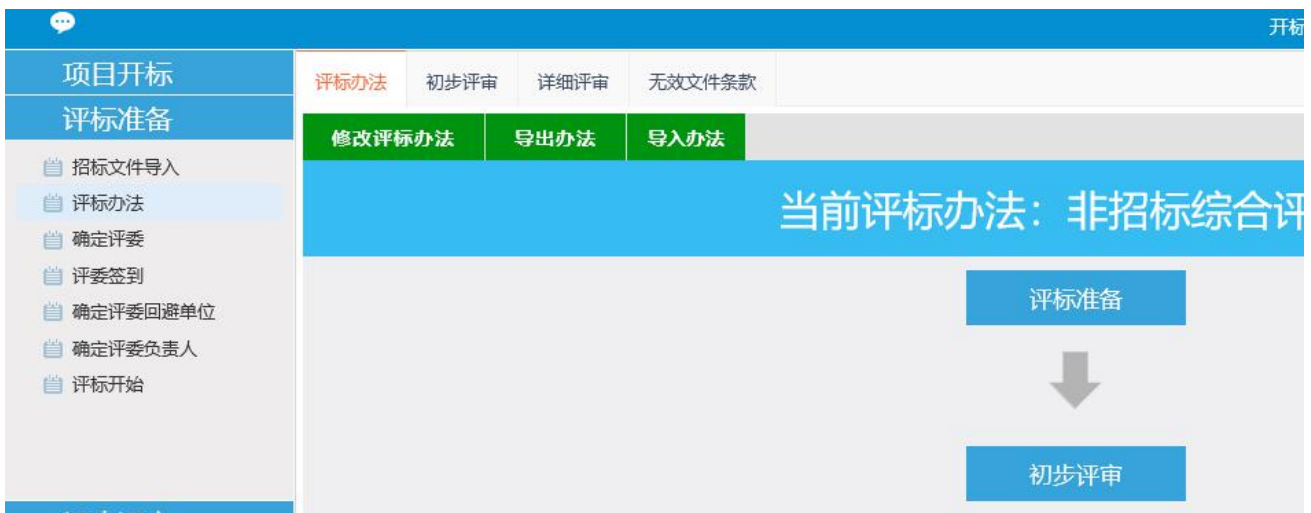 开标
项目开标
评标准备
招标文件导入
评标办法
确定评委
评委签到
确定评委回避单位
确定评委负责人
评标开始
评标办法 初步评审 详细评审 无效文件条款
修改评标办法 导出办法 导入办法
当前评标办法：非招标综合评
评标准备
初步评审